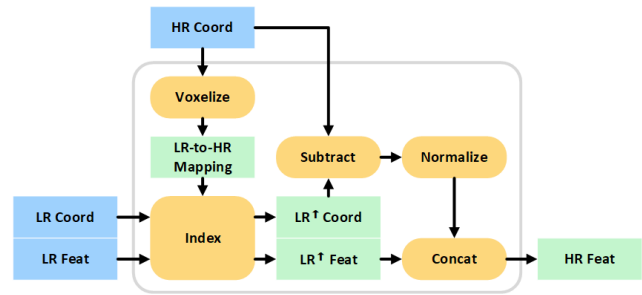 HR Coord
Voxelize
LR-to-HR
Mapping
Subtract
Normalize
LR Coord
LR Feat
Index
LR↑ Coord
LR↑ Feat
Concat
HR Feat